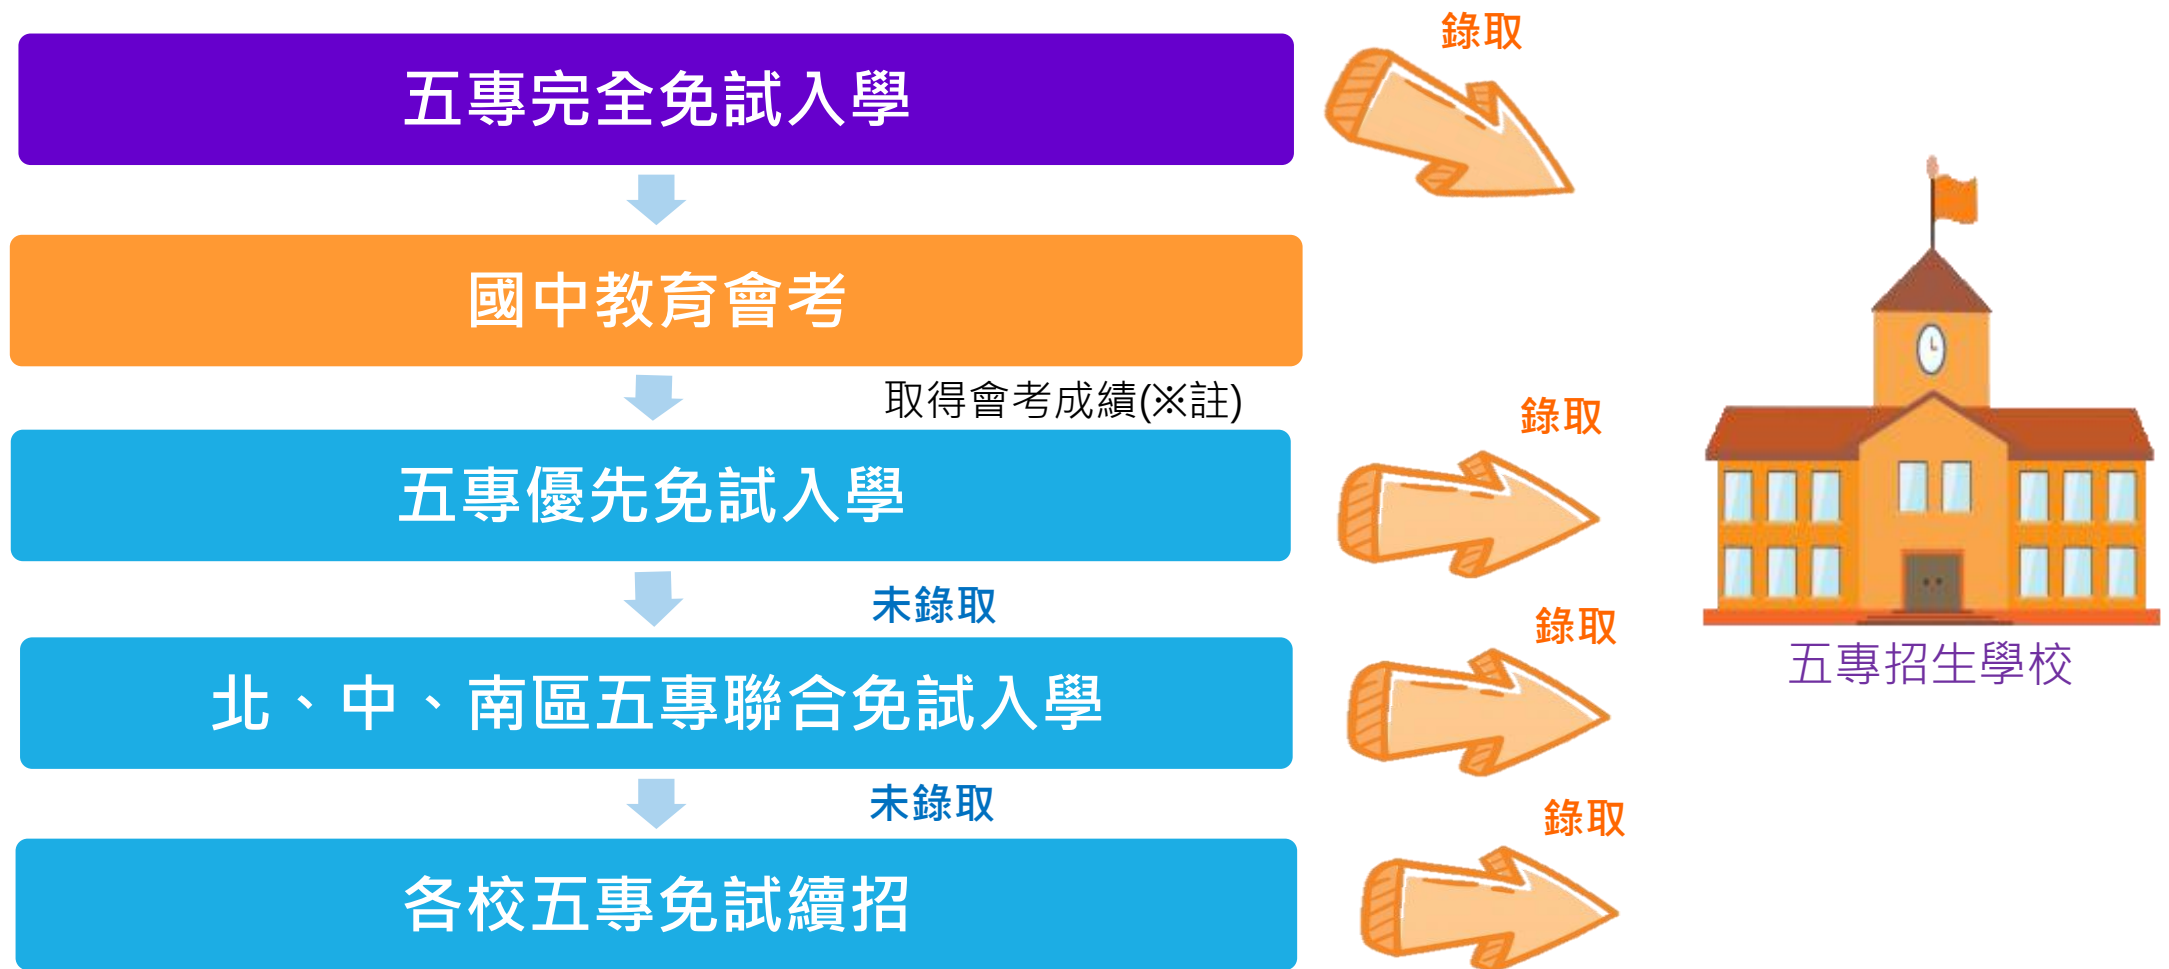 錄取
五專完全免試入學
國中教育會考
取得會考成績(※註)
錄取
五專優先免試入學
未錄取
錄取
北、中、南區五專聯合免試入學
五專招生學校
未錄取
錄取
各校五專免試續招